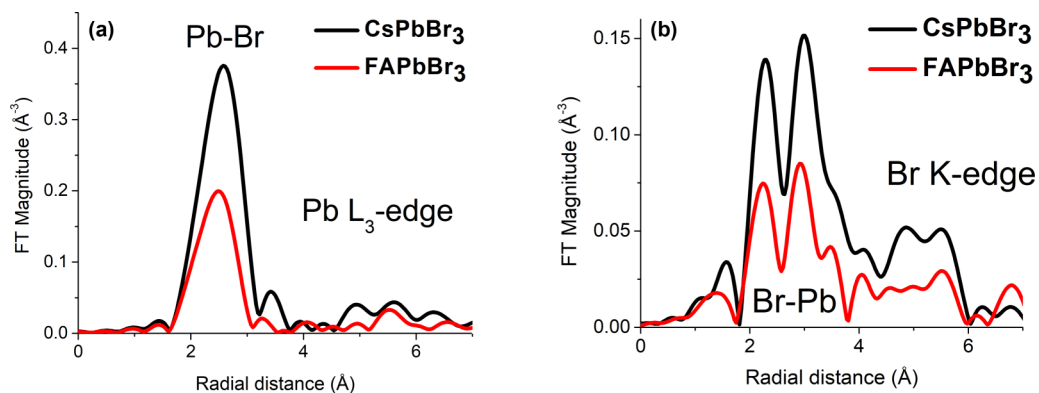 (a)
Pb-Br
CsPbBr3
FAPbBr3
Pb L3-edge
FT Magnitude (Å-3)
0.4
0.3
0.2
0.1
0.0
0
2
4
6
Radial distance (Å)
(b)
CsPbBr3
FAPbBr3
Br K-edge
Br-Pb
FT Magnitude (Å-3)
0.15
0.10
0.05
0.00
0
2
4
6
Radial distance (Å)